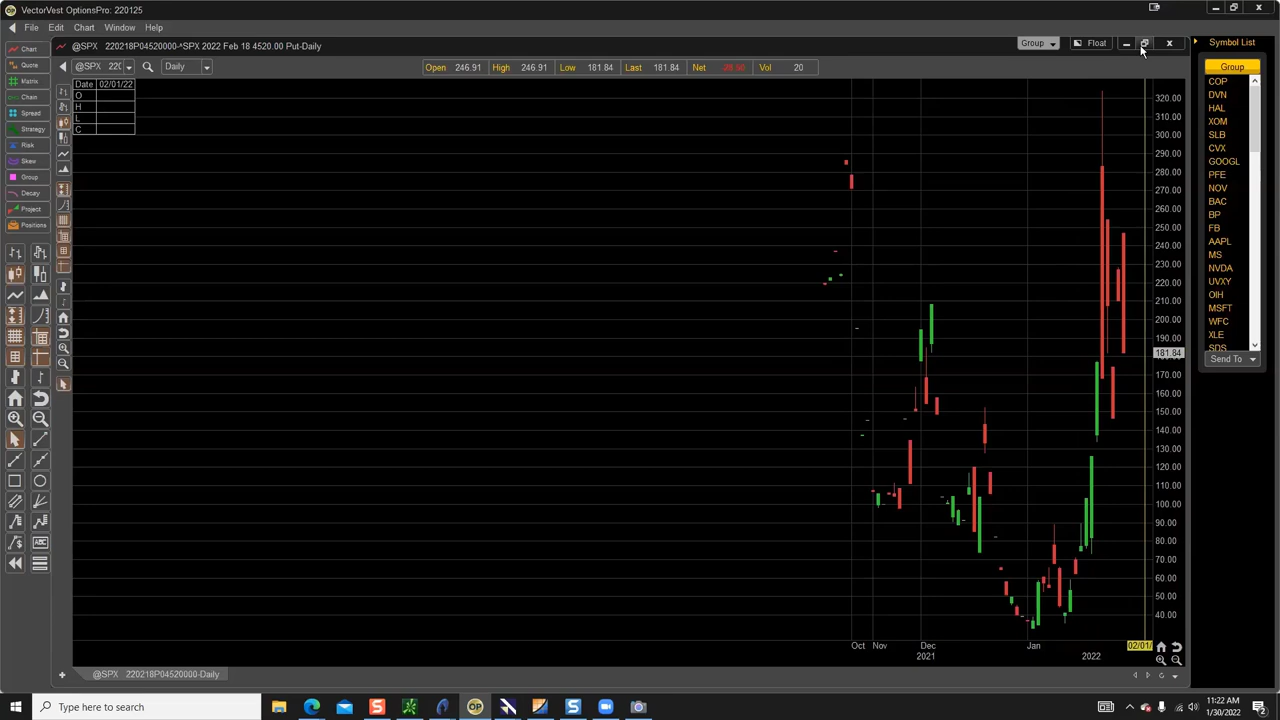 VectorVest OptionsPro: 220125
File Edit Chart Window Help
@SPX 220218P04520000-^SPX 2022 Feb 18 4520.00 Put-Daily
Group
Float
Symbol List
@SPX 220
Daily
Open 246.91 High 246.91 Low 181.84 Last 181.84 Net Vol 20
Group
Chart
Quote
Matrix
Chain
Spread
Strategy
Risk
Skew
Group
Decay
Project
Positions
ABC
Date 02/01/22
O
H
L
C
320.00
310.00
300.00
290.00
280.00
270.00
260.00
250.00
240.00
230.00
220.00
210.00
200.00
190.00
181.84
170.00
160.00
150.00
140.00
130.00
120.00
110.00
100.00
90.00
80.00
70.00
60.00
50.00
40.00
Oct Nov Dec Jan 02/01/
2021 2022
COP
DVN
HAL
XOM
SLB
CVX
GOOGL
PFE
NOV
BAC
BP
FB
AAPL
MS
NVDA
UVXY
OIH
MSFT
WFC
XLE
SDS
Send To
@SPX 220218P04520000-Daily
Type here to search
11:22 AM
1/30/2022
2